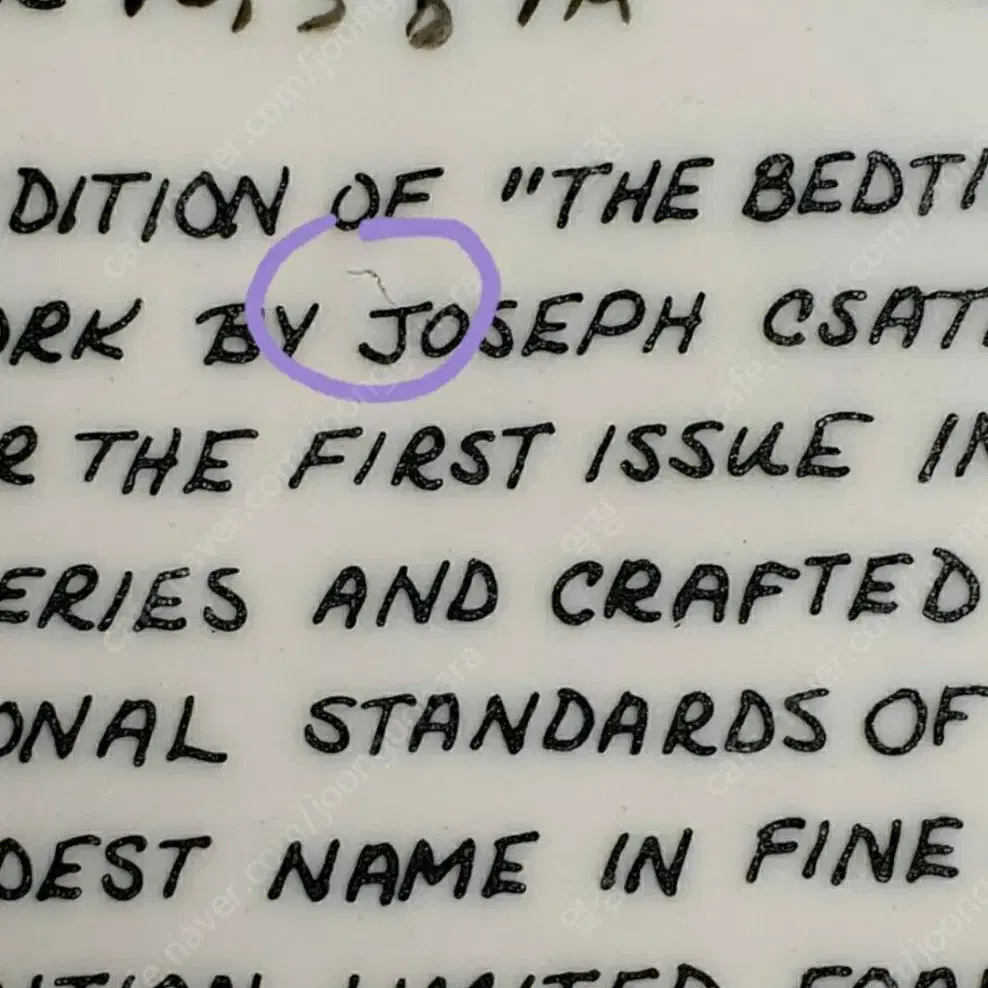 DITION OF "THE BEDTI
ORK BY JOSEPH CSAT
R THE FIRST ISSUE IN
ERIES AND CRAFTED
ONAL STANDARDS OF
DEST NAME IN FINE